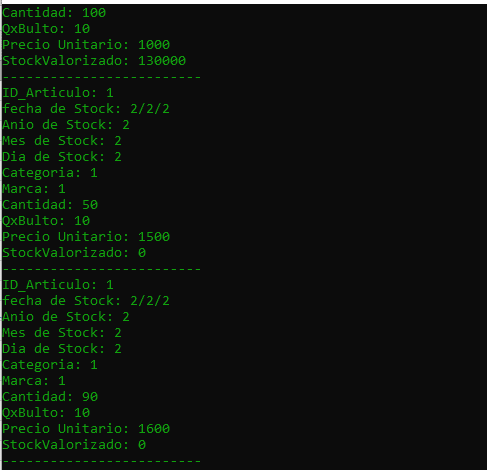 Cantidad: 100
QxBulto: 10
Precio Unitario: 1000
StockValorizado: 130000
-------------------------
ID_Articulo: 1
fecha de Stock: 2/2/2
Anio de Stock: 2
Mes de Stock: 2
Dia de Stock: 2
Categoria: 1
Marca: 1
Cantidad: 50
QxBulto: 10
Precio Unitario: 1500
StockValorizado: 0
-------------------------
ID_Articulo: 1
fecha de Stock: 2/2/2
Anio de Stock: 2
Mes de Stock: 2
Dia de Stock: 2
Categoria: 1
Marca: 1
Cantidad: 90
QxBulto: 10
Precio Unitario: 1600
StockValorizado: 0
-------------------------